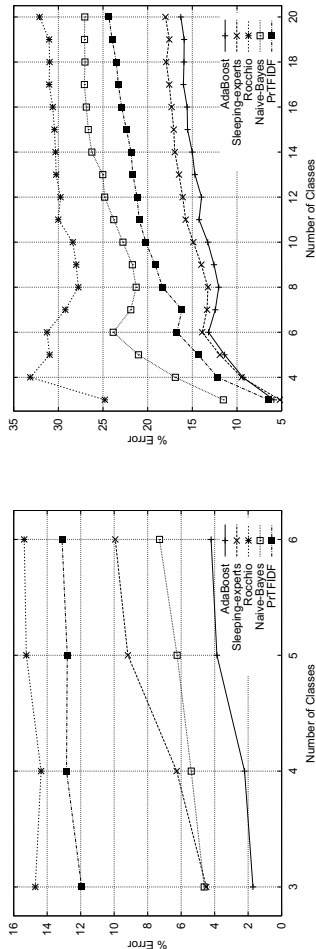 16
14
12
10
8
6
4
2
0
% Error
3
4
5
6
Number of Classes
AdaBoost
Sleeping-experts
Rocchio
Naive-Bayes
PrTFIDF
35
30
25
20
15
10
5
% Error
4
6
8
10
12
14
16
18
20
Number of Classes
AdaBoost
Sleeping-experts
Rocchio
Naive-Bayes
PrTFIDF